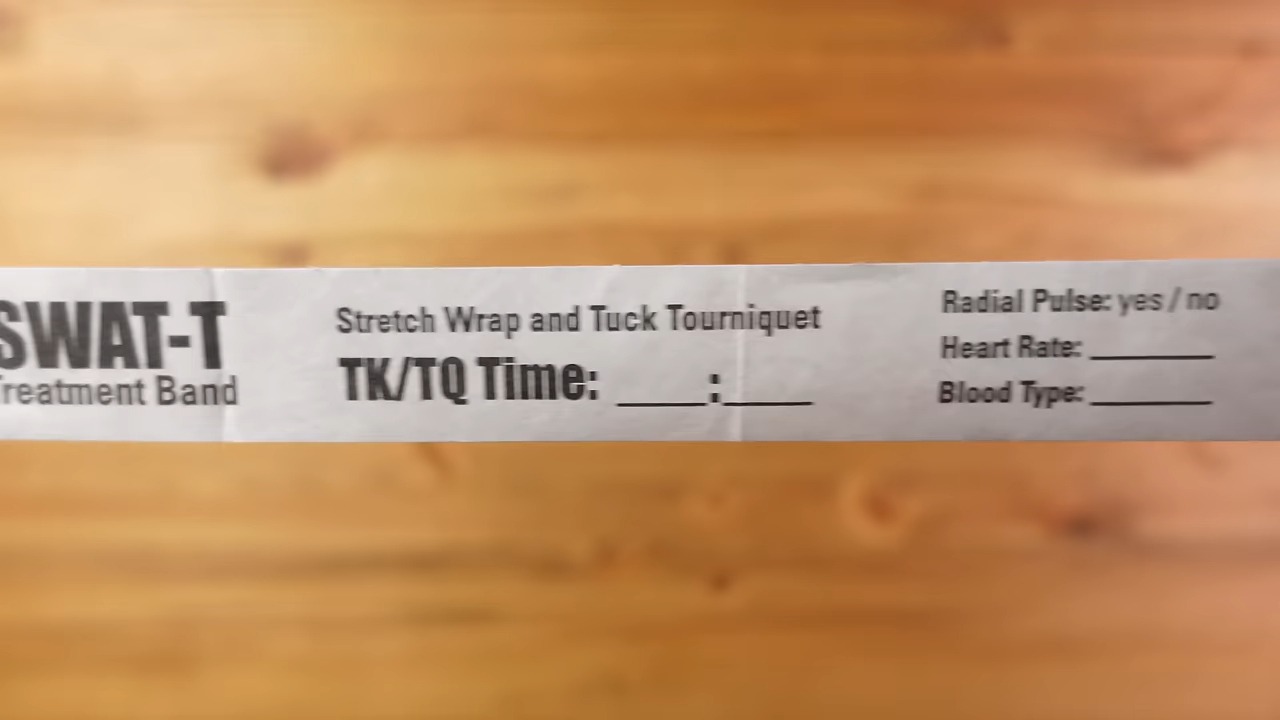 SWAT-T
Treatment Band
Stretch Wrap and Tuck Tourniquet
TK/TQ Time: ____:____
Radial Pulse: yes / no
Heart Rate: ________
Blood Type: ________